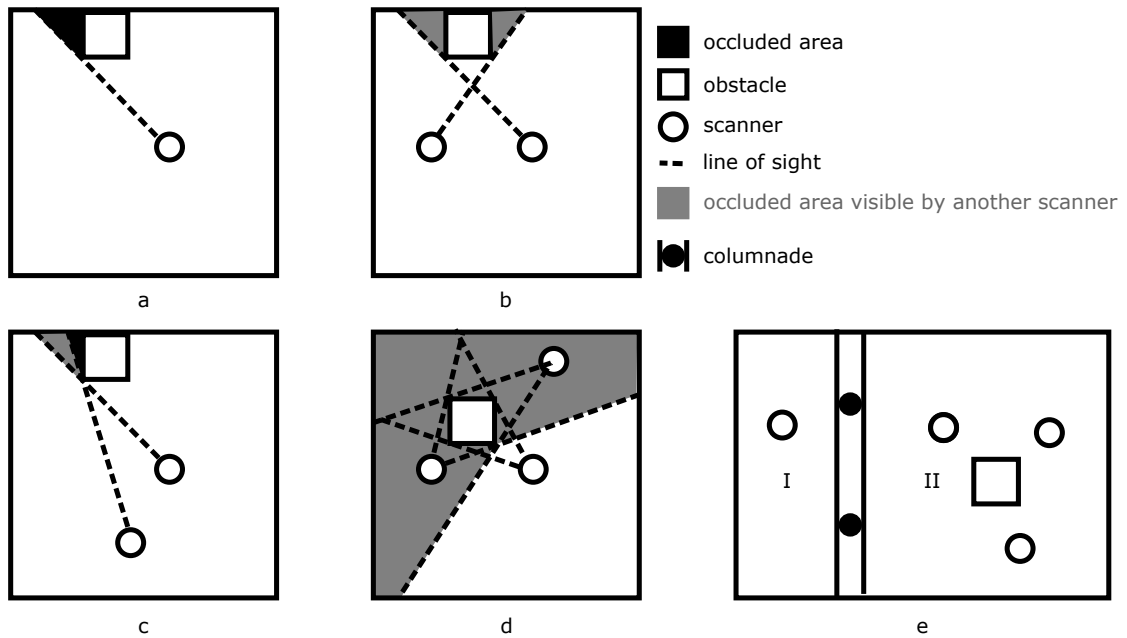 occluded area
obstacle
scanner
line of sight
occluded area visible by another scanner
columnade
a
b
I
II
c
d
e